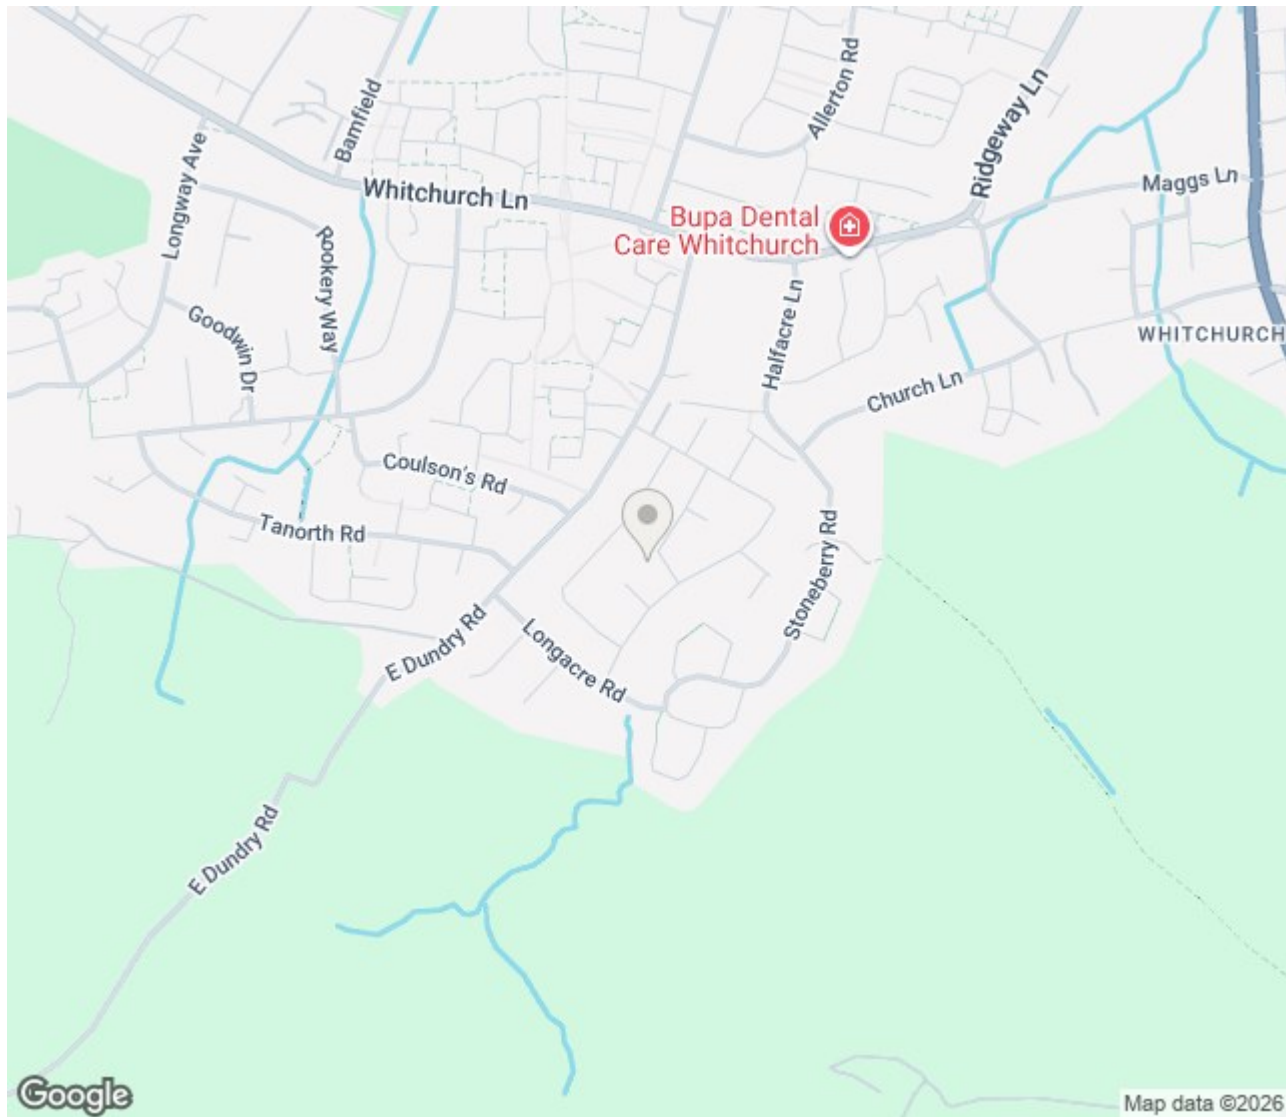 Barnfield
Allerton Rd
Ridgeway Ln
Longway Ave
Whitchurch Ln
Maggs Ln
Bupa Dental
Care Whitchurch
Rookery Way
Goodwin Dr
Halfacre Ln
WHITCHURCH
Church Ln
Coulson's Rd
Tanorth Rd
Stoneberry Rd
E Dundry Rd
Longacre Rd
E Dundry Rd
Google
Map data ©2026